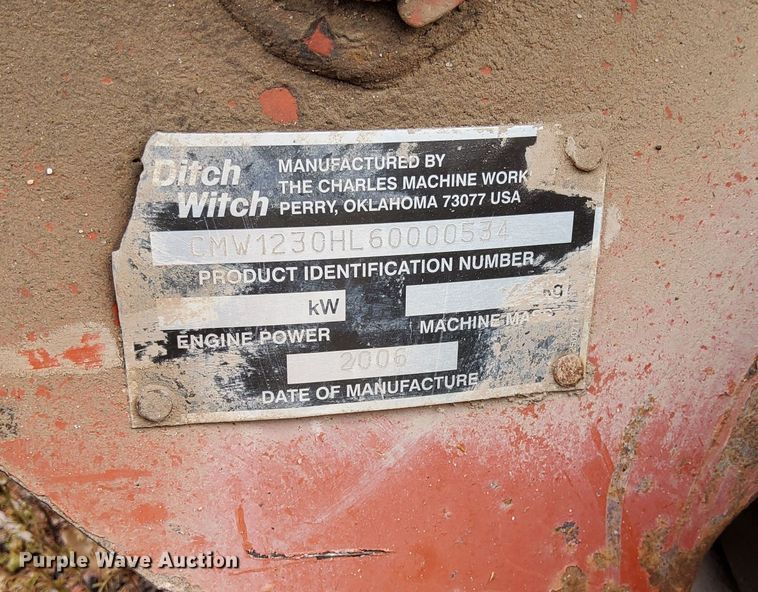 Ditch
Witch
MANUFACTURED BY
THE CHARLES MACHINE WORK
PERRY, OKLAHOMA 73077 USA
CMW1230HL60000534
PRODUCT IDENTIFICATION NUMBER
kW
ENGINE POWER
MACHINE
2006
DATE OF MANUFACTURE
Purple Wave Auction